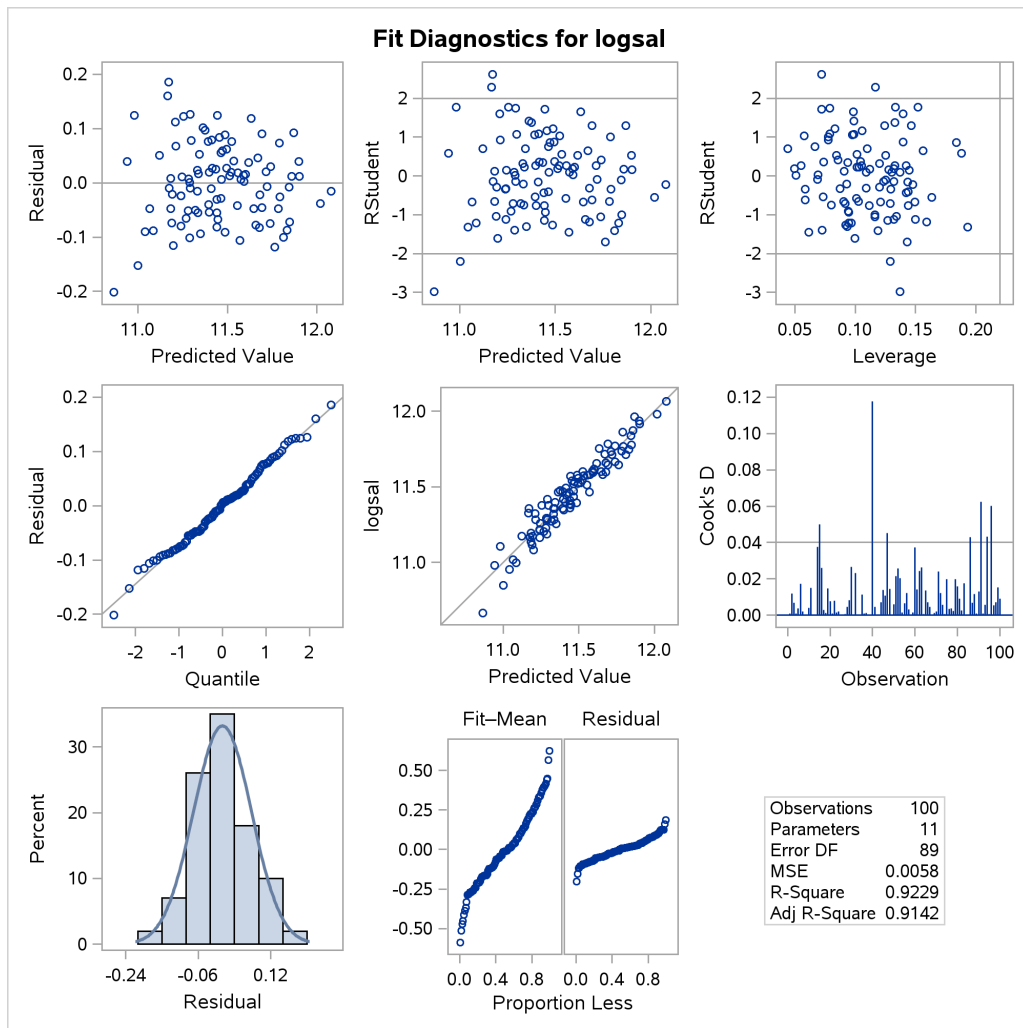 Fit Diagnostics for logsal
0.2
0.1
0.0
-0.1
-0.2
Residual
11.0 11.5 12.0
Predicted Value
2
1
0
-1
-2
-3
RStudent
11.0 11.5 12.0
Predicted Value
2
1
0
-1
-2
-3
RStudent
0.05 0.10 0.15 0.20
Leverage
0.2
0.1
0.0
-0.1
-0.2
Residual
-2 -1 0 1 2
Quantile
12.0
11.5
11.0
logsal
11.0 11.5 12.0
Predicted Value
0.12
0.10
0.08
0.06
0.04
0.02
0.00
Cook's D
0 20 40 60 80 100
Observation
30
20
10
0
Percent
-0.24 -0.06 0.12
Residual
Fit–Mean Residual
0.50
0.25
0.00
-0.25
-0.50
0.0 0.4 0.8 0.0 0.4 0.8
Proportion Less
Observations 100
Parameters 11
Error DF 89
MSE 0.0058
R-Square 0.9229
Adj R-Square 0.9142